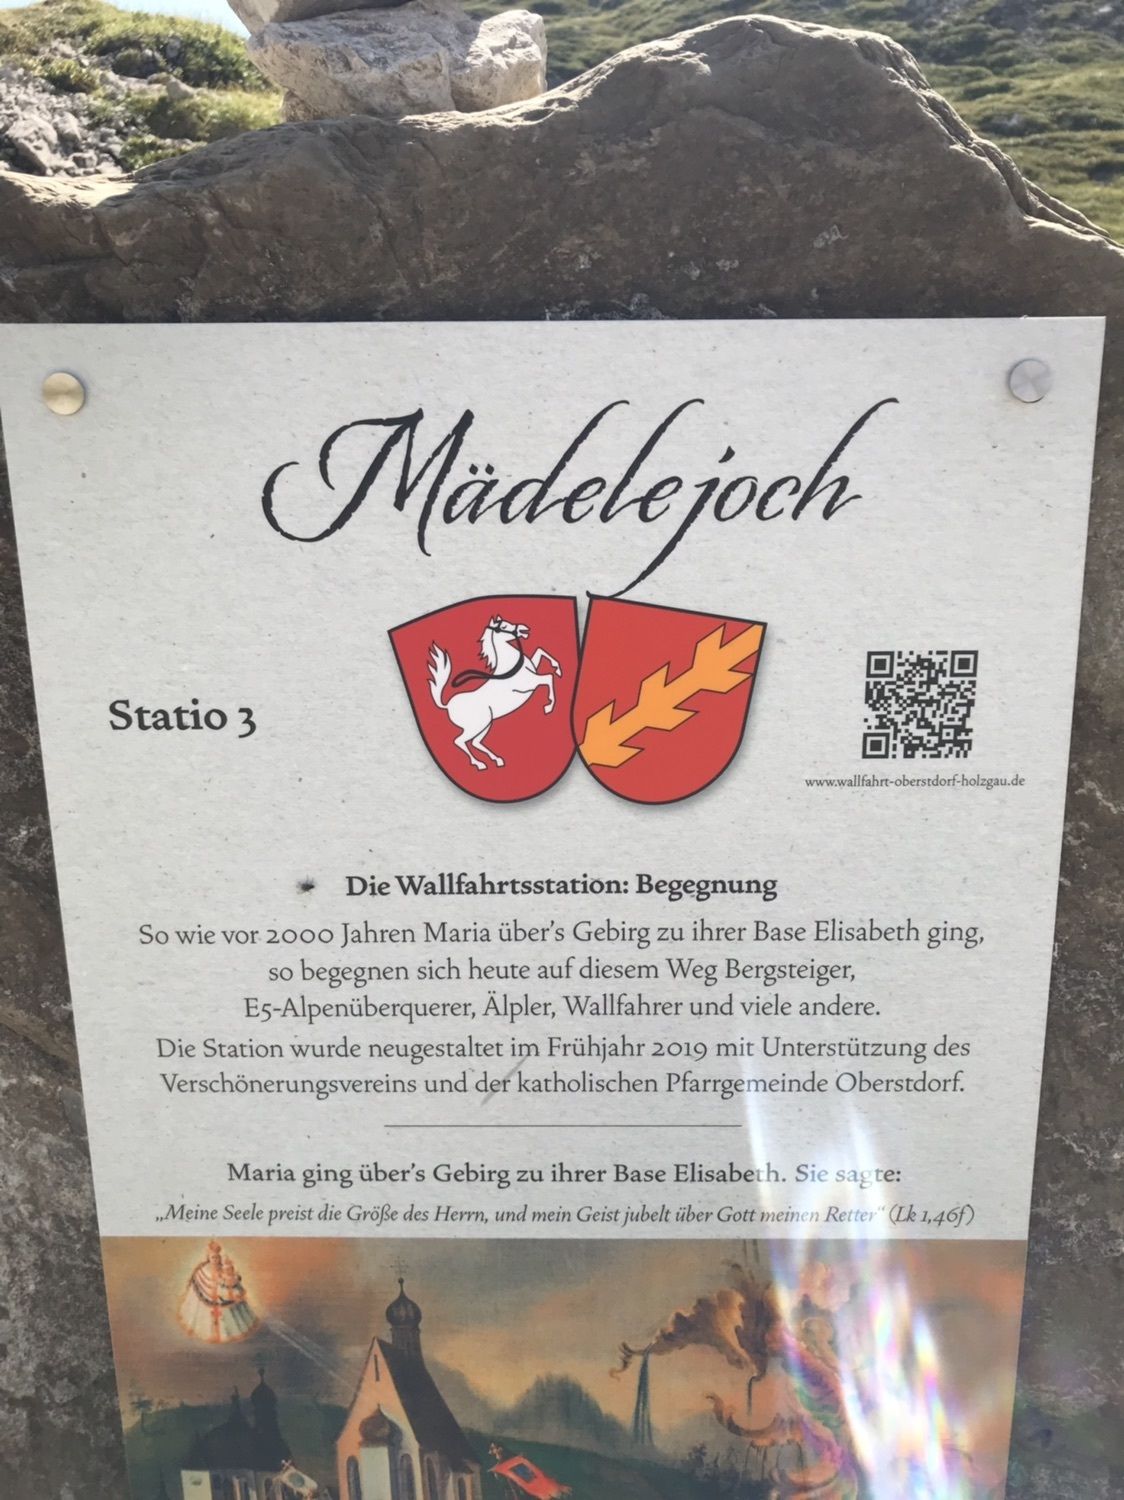 Mädelejoch
Statio 3
www.wallfahrt-oberstdorf-holzgau.de
Die Wallfahrtsstation: Begegnung
So wie vor 2000 Jahren Maria über's Gebirg zu ihrer Base Elisabeth ging,
so begegnen sich heute auf diesem Weg Bergsteiger,
E5-Alpenüberquerer, Älpler, Wallfahrer und viele andere.
Die Station wurde neugestaltet im Frühjahr 2019 mit Unterstützung des
Verschönerungsvereins und der katholischen Pfarrgemeinde Oberstdorf.
Maria ging über's Gebirg zu ihrer Base Elisabeth. Sie sagte:
„Meine Seele preist die Größe des Herrn, und mein Geist jubelt über Gott meinen Retter“ (Lk 1,46f)